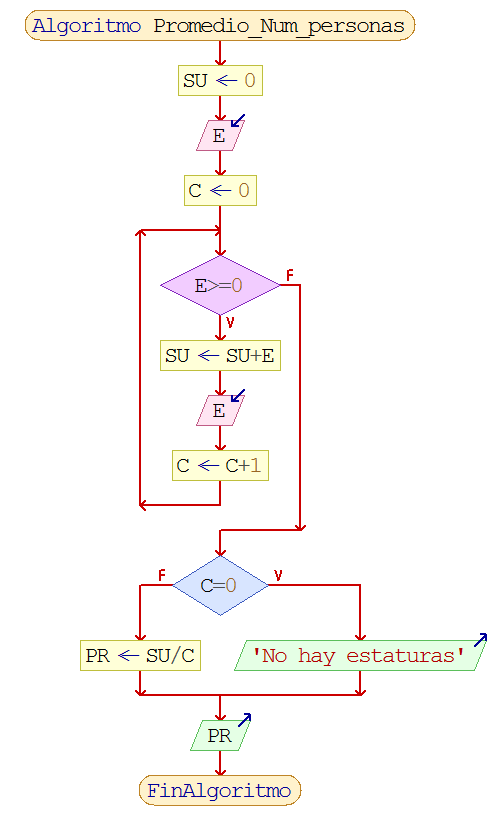 Algoritmo Promedio_Num_personas
SU ← 0
E
C ← 0
E>=0
F
V
SU ← SU+E
E
C ← C+1
C=0
F
V
PR ← SU/C
'No hay estaturas'
PR
FinAlgoritmo